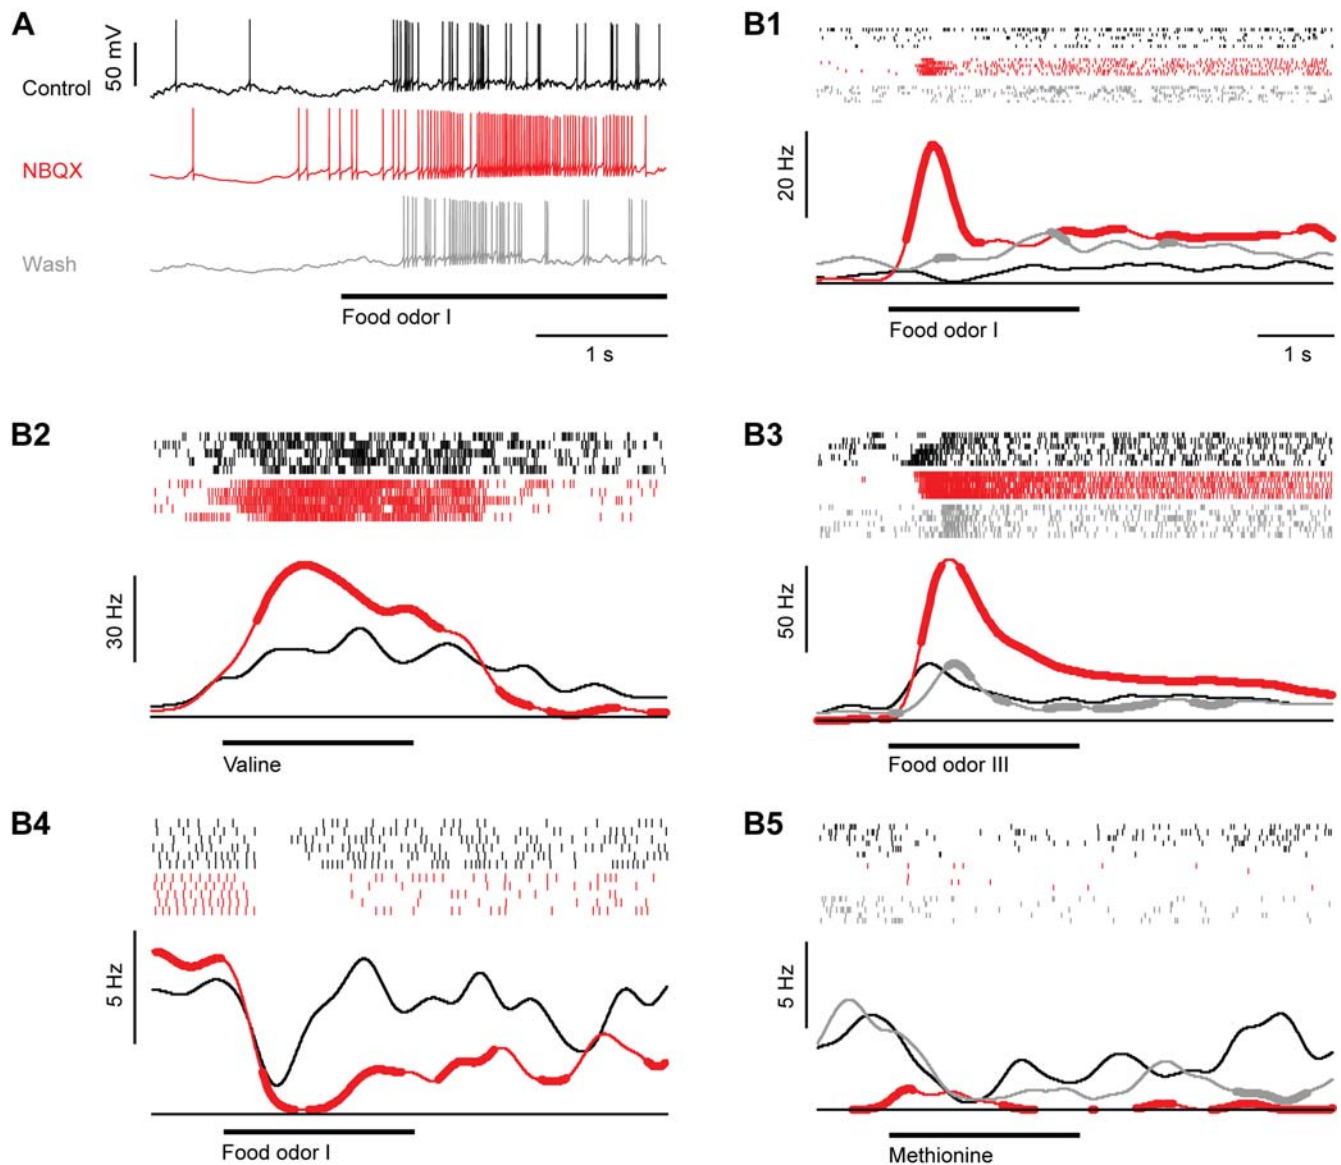 A
50 mV
Control
NBQX
Wash
Food odor I
1 s
B1
20 Hz
Food odor I
1 s
B2
30 Hz
Valine
B3
50 Hz
Food odor III
B4
5 Hz
Food odor I
B5
5 Hz
Methionine